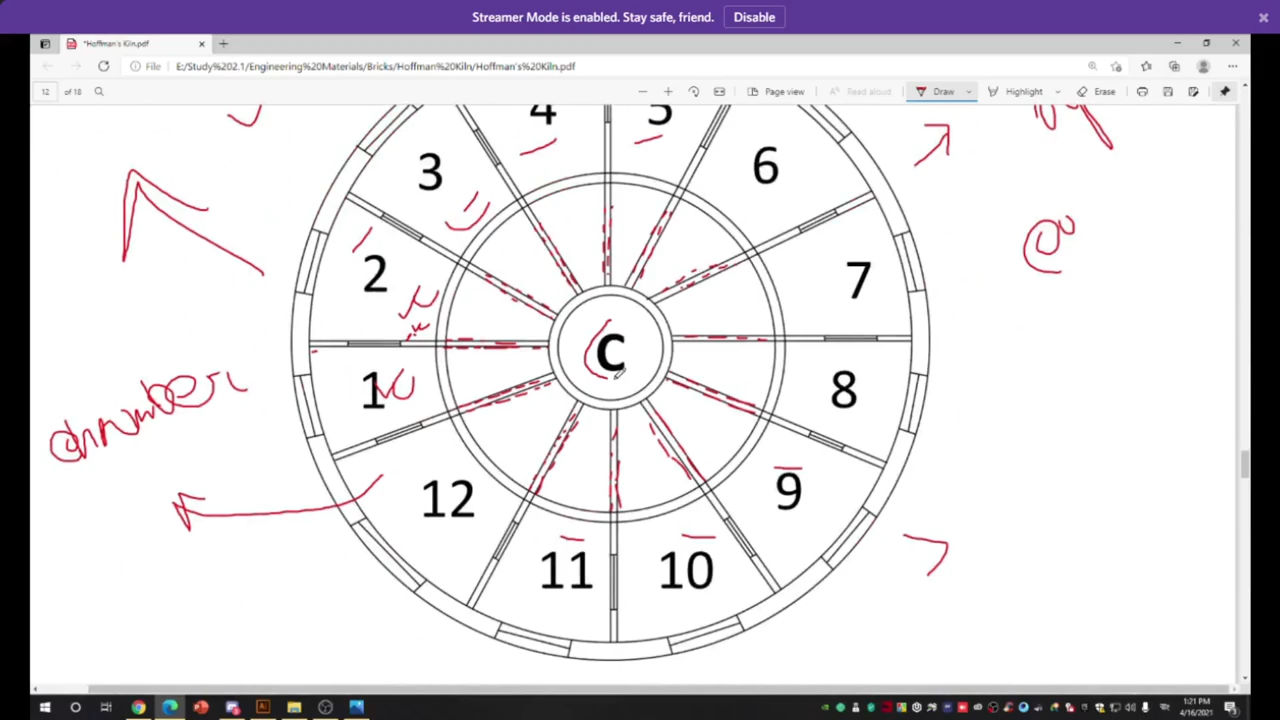 Streamer Mode is enabled. Stay safe, friend. Disable
*Hoffman's Kiln.pdf
File E:/Study%202.1/Engineering%20Materials/Bricks/Hoffman%20Kiln/Hoffman's%20Kiln.pdf
12 of 18 Page view Read aloud Draw Highlight Erase
4 5
3 6
2 7
C
1 8
chamber
12 9
11 10
1:21 PM
4/16/2021